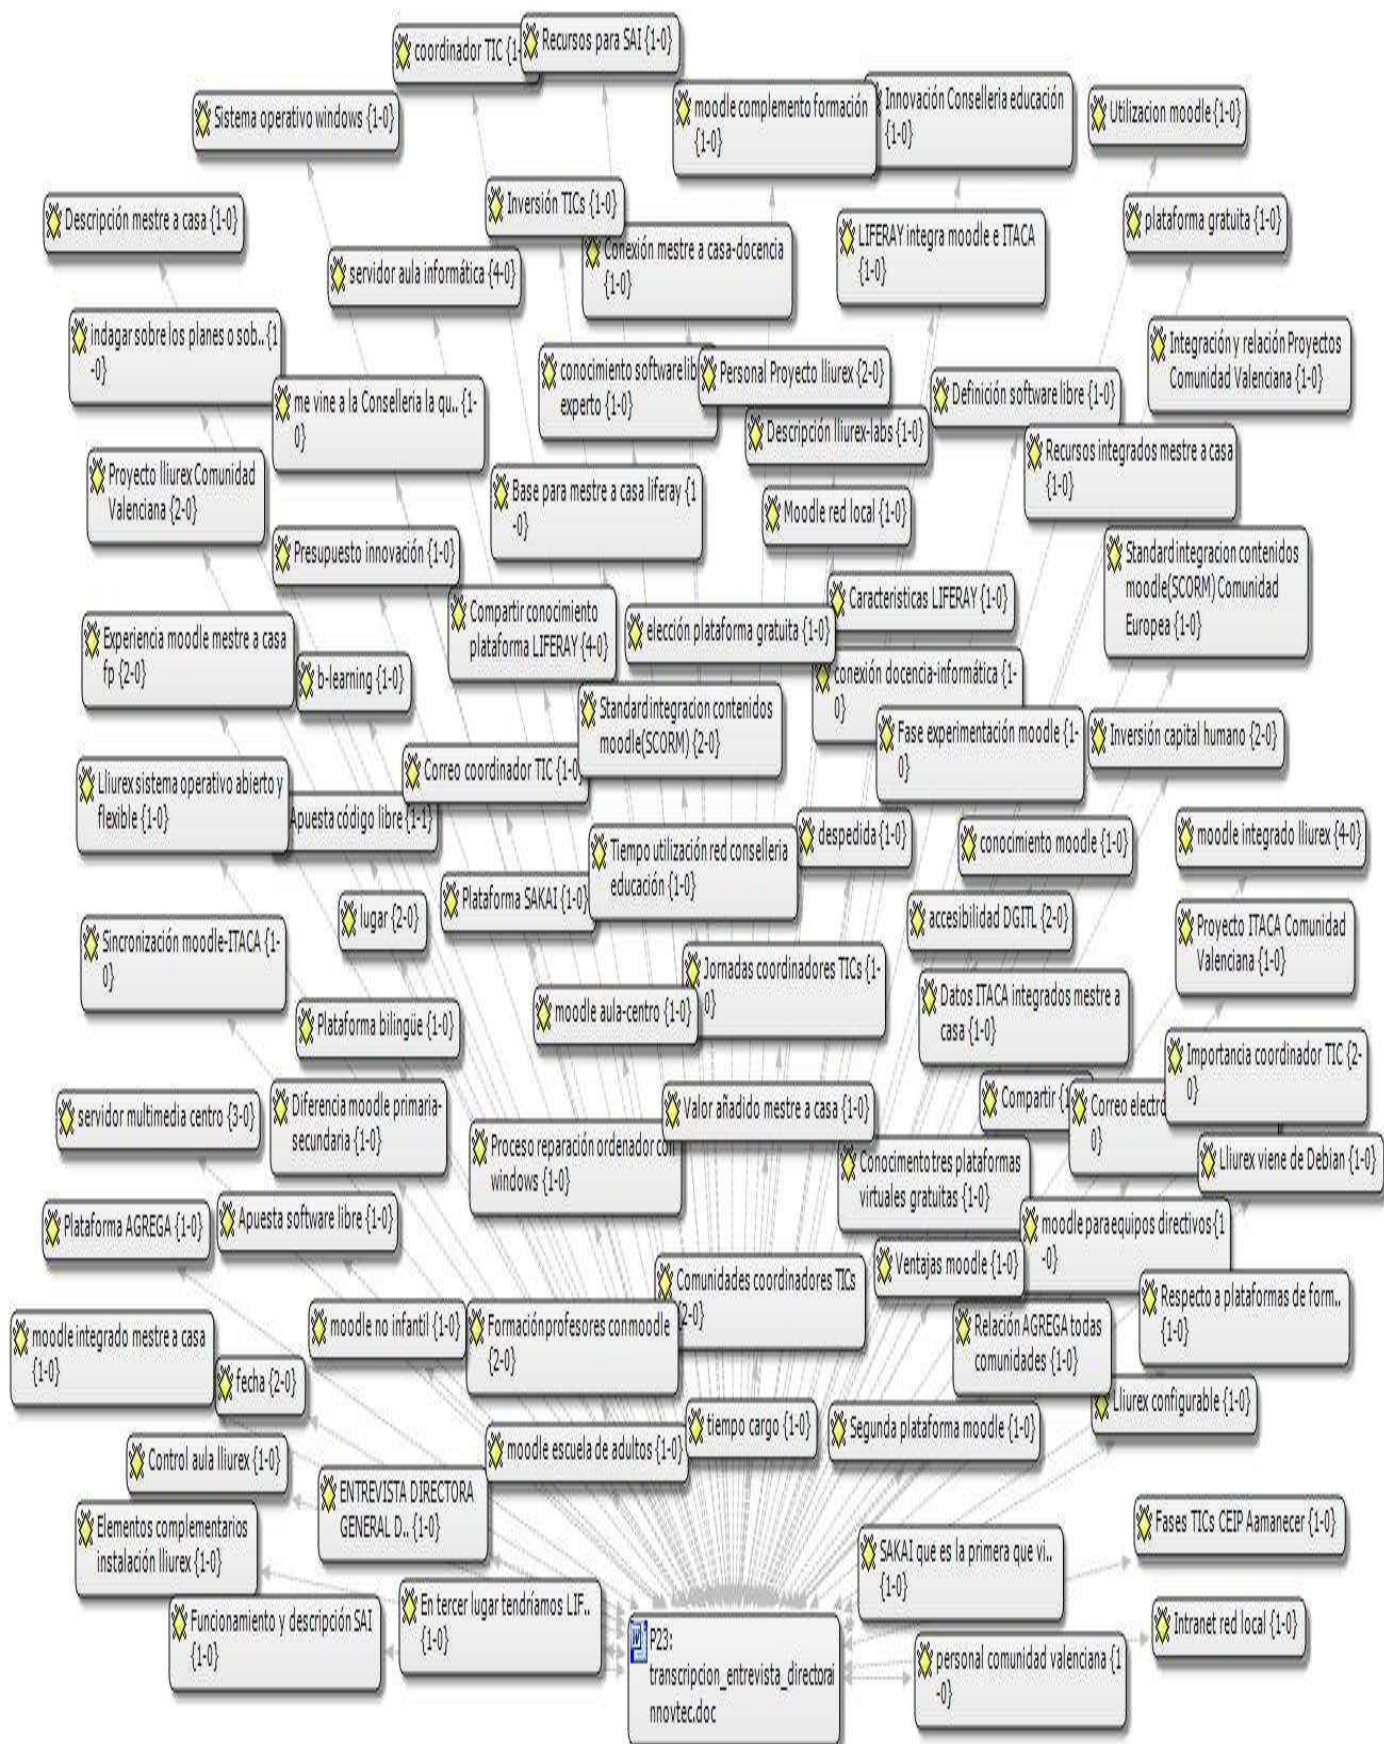 coordinador TIC {1-
Recursos para SAI {1-0}
Sistema operativo windows {1-0}
moodle complemento formación
{1-0}
Innovación Conselleria educación
{1-0}
Utilizacion moodle {1-0}
Descripción mestre a casa {1-0}
Inversión TICs {1-0}
plataforma gratuita {1-0}
servidor aula informática {4-0}
Conexión mestre a casa-docencia
{1-0}
LIFERAY integra moodle e ITACA
{1-0}
indagar sobre los planes o sob.. {1
-0}
me vine a la Conselleria la qu.. {1-
0}
conocimiento software lib
experto {1-0}
Personal Proyecto lliurex {2-0}
Definición software libre {1-0}
Integración y relación Proyectos
Comunidad Valenciana {1-0}
Descripción lliurex-labs {1-0}
Recursos integrados mestre a casa
{1-0}
Proyecto lliurex Comunidad
Valenciana {2-0}
Base para mestre a casa liferay {1
-0}
Moodle red local {1-0}
Presupuesto innovación {1-0}
Standard integracion contenidos
moodle(SCORM) Comunidad
Europea {1-0}
Compartir conocimiento
plataforma LIFERAY {4-0}
Caracteristicas LIFERAY {1-0}
elección plataforma gratuita {1-0}
Experiencia moodle mestre a casa
fp {2-0}
b-learning {1-0}
conexión docencia-informática {1-
0}
Standard integracion contenidos
moodle(SCORM) {2-0}
Fase experimentación moodle {1-
0}
Inversión capital humano {2-0}
Correo coordinador TIC {1-0}
Lliurex sistema operativo abierto y
flexible {1-0}
Apuesta código libre {1-1}
Tiempo utilización red conselleria
educación {1-0}
despedida {1-0}
conocimiento moodle {1-0}
moodle integrado lliurex {4-0}
Plataforma SAKAI {1-0}
lugar {2-0}
accesibilidad DGITL {2-0}
Proyecto ITACA Comunidad
Valenciana {1-0}
Sincronización moodle-ITACA {1-
0}
Jornadas coordinadores TICs {1-
0}
Datos ITACA integrados mestre a
casa {1-0}
moodle aula-centro {1-0}
Plataforma bilingüe {1-0}
Importancia coordinador TIC {2-
0}
servidor multimedia centro {3-0}
Diferencia moodle primaria-
secundaria {1-0}
Valor añadido mestre a casa {1-0}
Compartir {1
Correo electro
0}
Proceso reparación ordenador con
windows {1-0}
Conocimento tres plataformas
virtuales gratuitas {1-0}
Lliurex viene de Debian {1-0}
Plataforma AGREGA {1-0}
Apuesta software libre {1-0}
moodle para equipos directivos {1
-0}
Comunidades coordinadores TICs
{2-0}
Ventajas moodle {1-0}
Respecto a plataformas de form..
{1-0}
moodle integrado mestre a casa
{1-0}
moodle no infantil {1-0}
Formación profesores con moodle
{2-0}
Relación AGREGA todas
comunidades {1-0}
fecha {2-0}
Lliurex configurable {1-0}
tiempo cargo {1-0}
Segunda plataforma moodle {1-0}
Control aula lliurex {1-0}
moodle escuela de adultos {1-0}
ENTREVISTA DIRECTORA
GENERAL D.. {1-0}
Elementos complementarios
instalación lliurex {1-0}
Fases TICs CEIP Aamanecer {1-0}
SAKAI que es la primera que vi..
{1-0}
Funcionamiento y descripción SAI
{1-0}
En tercer lugar tendríamos LIF..
{1-0}
Intranet red local {1-0}
P23:
transcripcion_entrevista_directorai
nnovtec.doc
personal comunidad valenciana {1
-0}